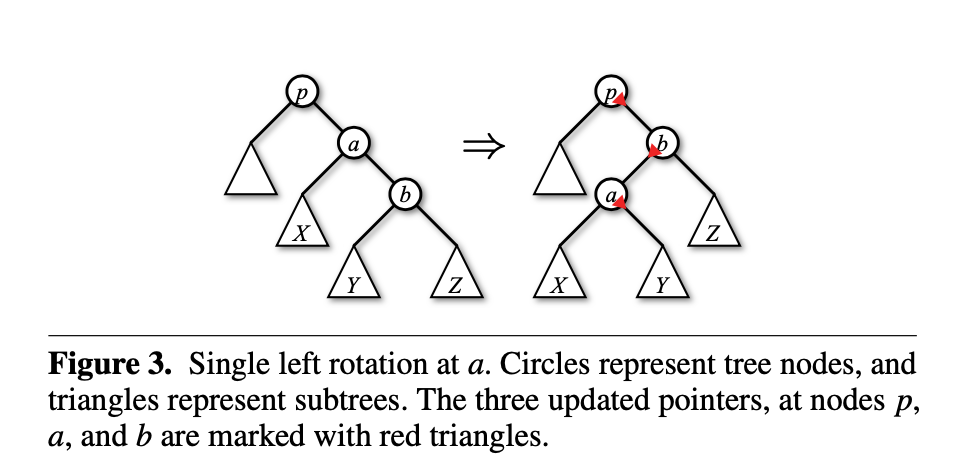 p
p
a
⇒
b
b
a
X
Z
Y
Z
X
Y
Figure 3. Single left rotation at a. Circles represent tree nodes, and
triangles represent subtrees. The three updated pointers, at nodes p,
a, and b are marked with red triangles.